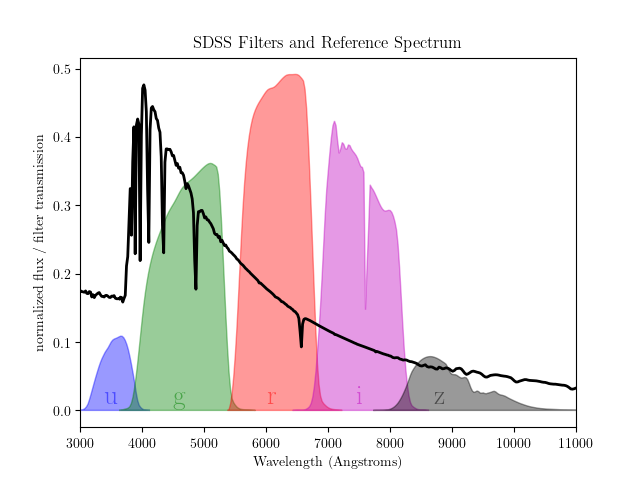 SDSS Filters and Reference Spectrum
normalized flux / filter transmission
0.5
0.4
0.3
0.2
0.1
0.0
u g r i z
3000 4000 5000 6000 7000 8000 9000 10000 11000
Wavelength (Angstroms)